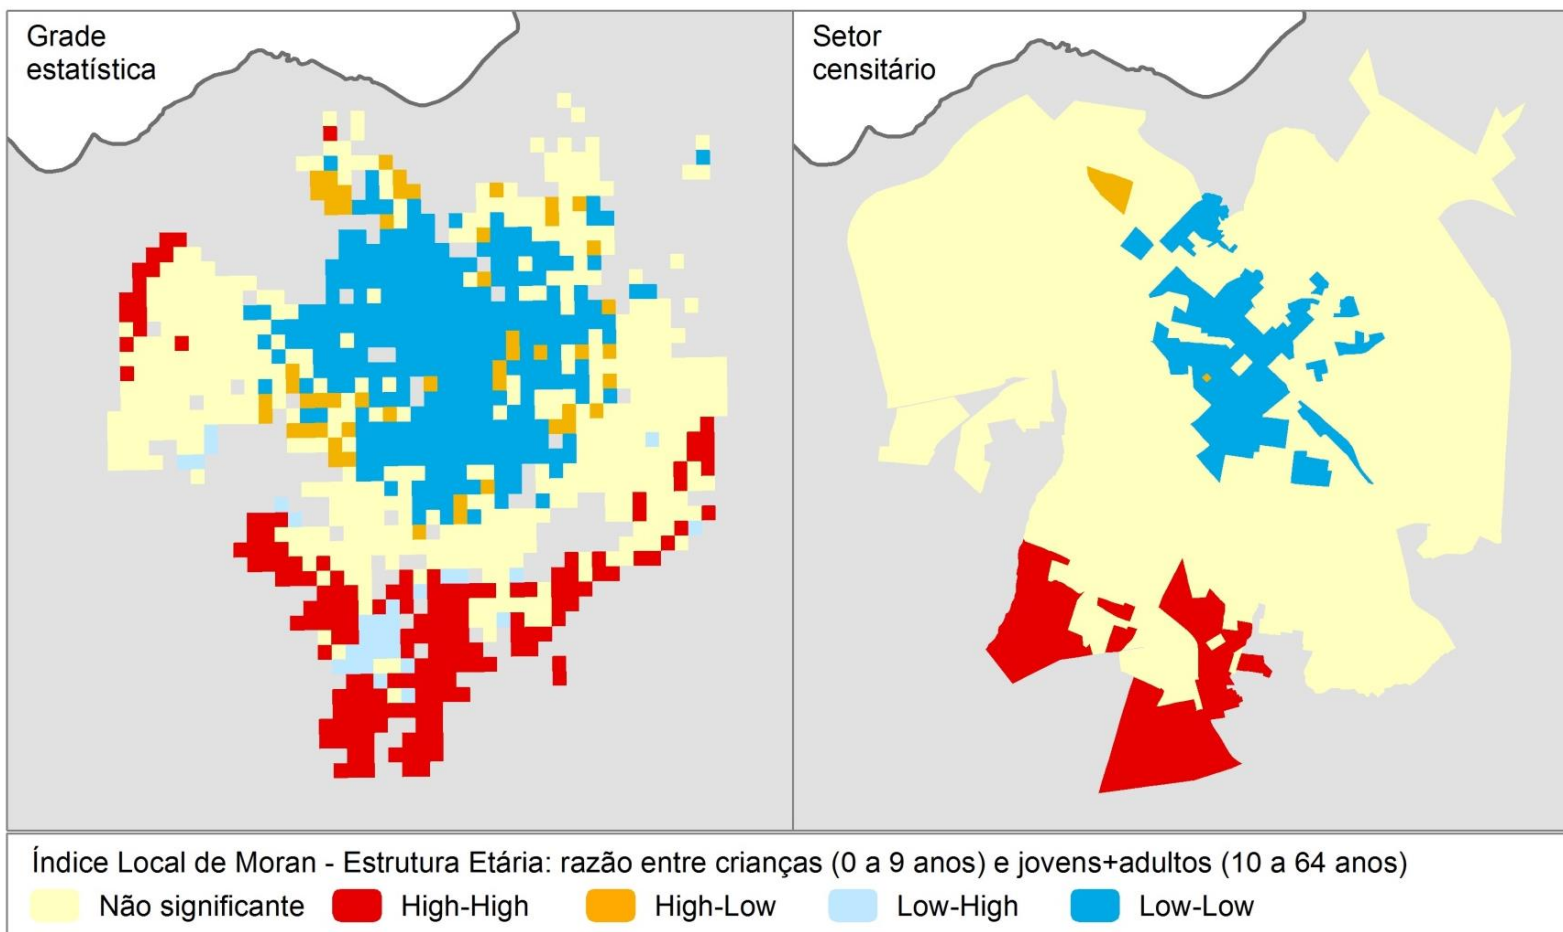 Grade
estatística
Setor
censitário
Índice Local de Moran - Estrutura Etária: razão entre crianças (0 a 9 anos) e jovens+adultos (10 a 64 anos)
Não significante High-High High-Low Low-High Low-Low